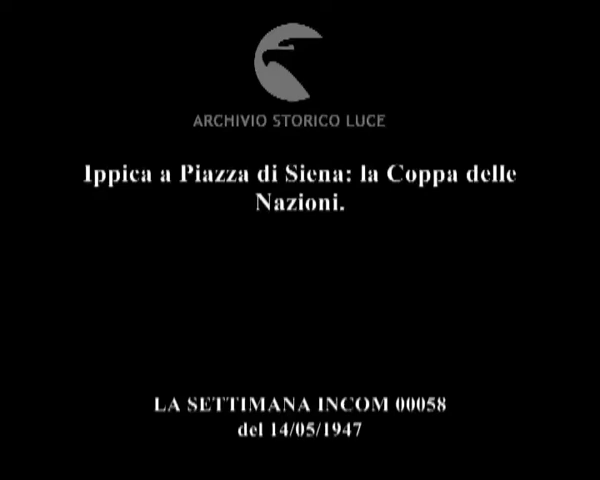 ARCHIVIO STORICO LUCE
Ippica a Piazza di Siena: la Coppa delle
Nazioni.
LA SETTIMANA INCOM 00058
del 14/05/1947